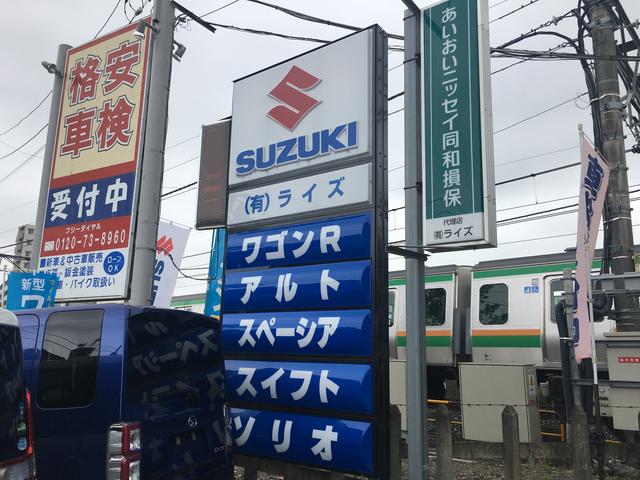 格安
車検
受付中
フリーダイヤル
0120-73-8960
■新車&中古車販売
ローン
OK
・鈑金塗装
・バイク取扱い
新型
SUZUKI
(有)ライズ
ワゴンR
アルト
スペーシア
スイフト
ソリオ
あいおいニッセイ同和損保
代理店
(有)ライズ